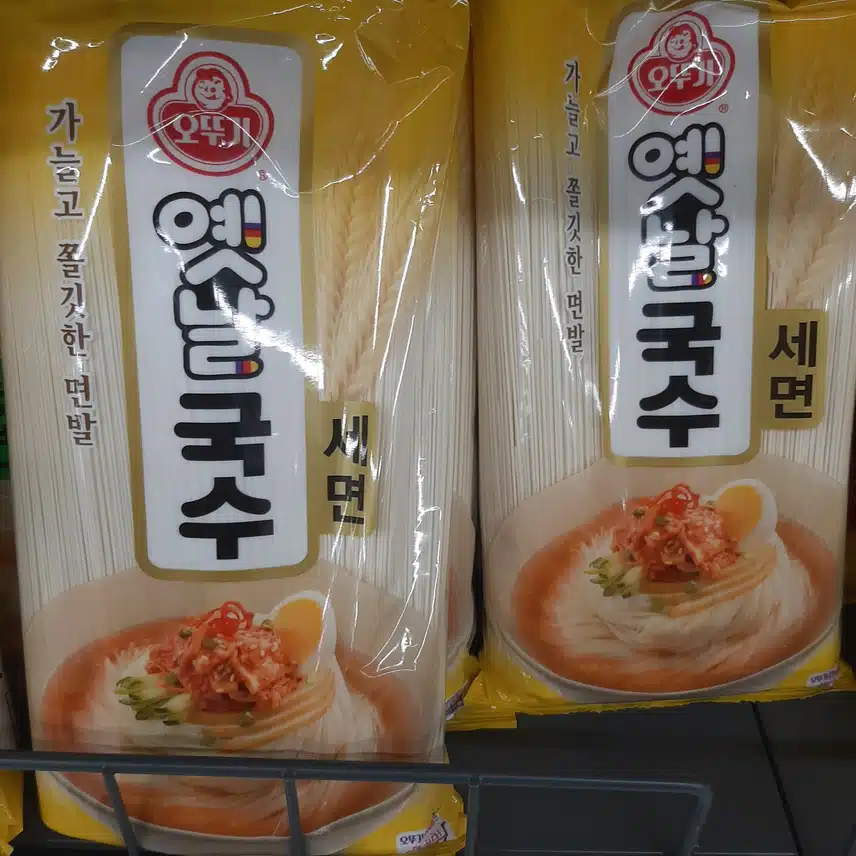 오뚜기
옛날
국수
세면
가늘고 쫄깃한 면발
오뚜기
옛날
국수
세면
가늘고 쫄깃한 면발